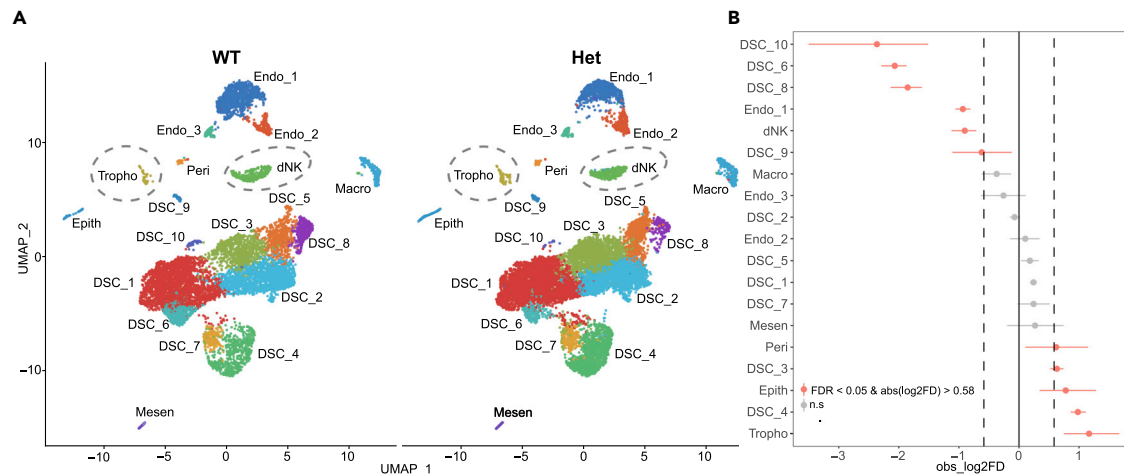 A
B
WT
Het
Endo_1
Endo_2
Endo_3
Tropho
Peri
dNK
Macro
DSC_9
DSC_5
Epith
DSC_3
DSC_8
DSC_10
DSC_1
DSC_2
DSC_6
DSC_7
DSC_4
Mesen
Endo_1
Endo_3
Endo_2
Tropho
Peri
dNK
Macro
DSC_9
DSC_5
Epith
DSC_3
DSC_10
DSC_8
DSC_1
DSC_2
DSC_6
DSC_7
DSC_4
Mesen
UMAP_2
10
0
−10
−10
−5
0
5
10
−10
−5
0
5
10
UMAP_1
DSC_10
DSC_6
DSC_8
Endo_1
dNK
DSC_9
Macro
Endo_3
DSC_2
Endo_2
DSC_5
DSC_1
DSC_7
Mesen
Peri
DSC_3
Epith
DSC_4
Tropho
FDR < 0.05 & abs(log2FD) > 0.58
n.s
−3
−2
−1
0
1
obs_log2FD